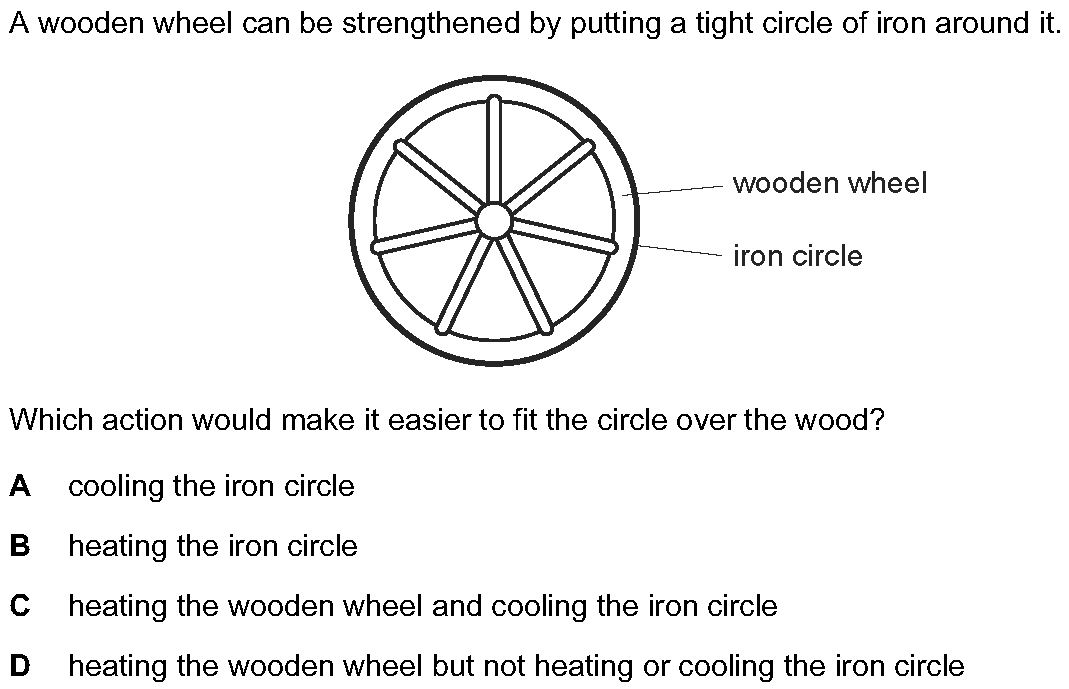 A wooden wheel can be strengthened by putting a tight circle of iron around it.
wooden wheel
iron circle
Which action would make it easier to fit the circle over the wood?
A cooling the iron circle
B heating the iron circle
C heating the wooden wheel and cooling the iron circle
D heating the wooden wheel but not heating or cooling the iron circle